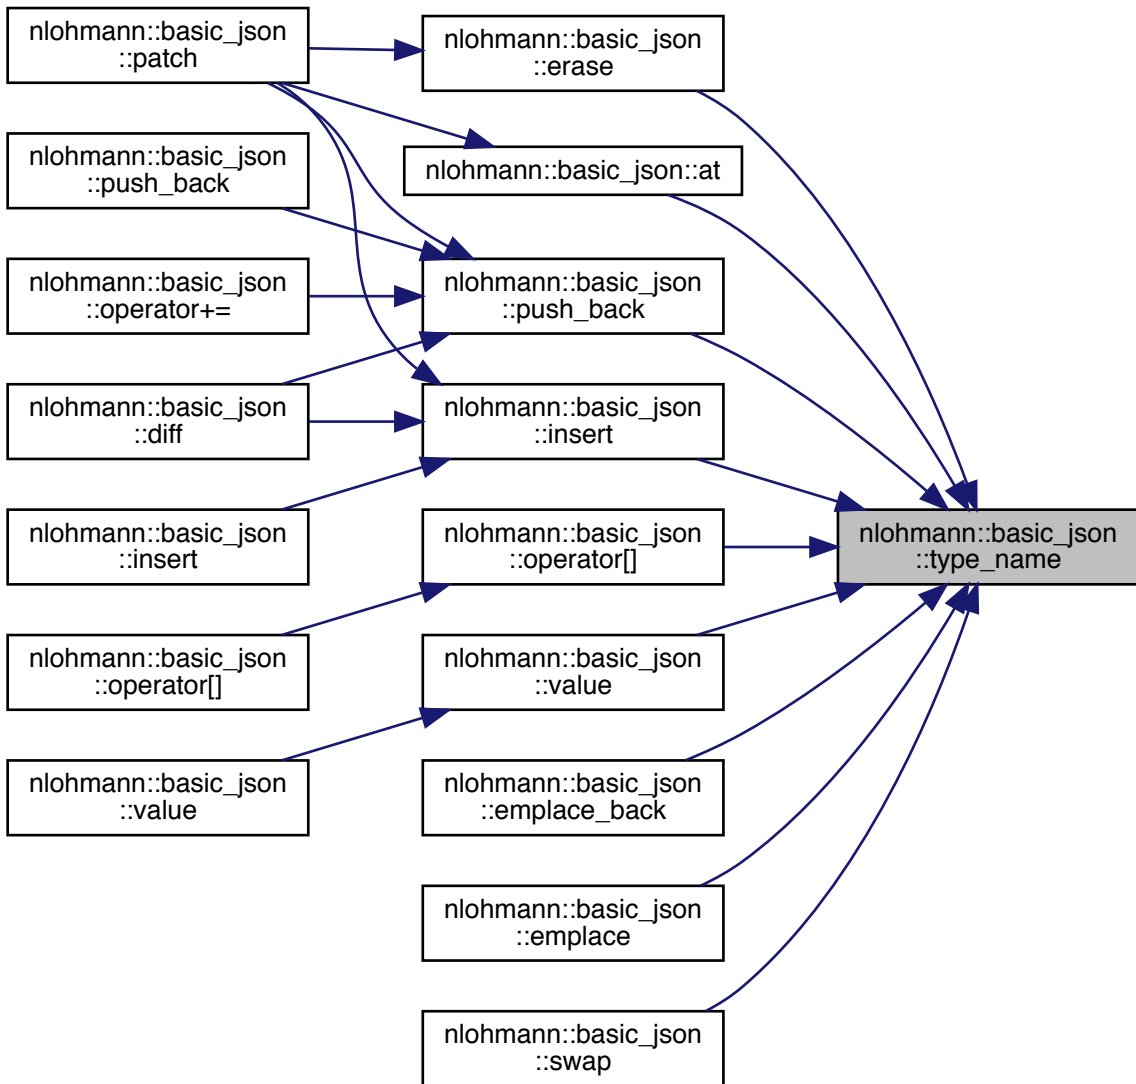 nlohmann::basic_json
::patch
nlohmann::basic_json
::push_back
nlohmann::basic_json
::operator+=
nlohmann::basic_json
::diff
nlohmann::basic_json
::insert
nlohmann::basic_json
::operator[]
nlohmann::basic_json
::value
nlohmann::basic_json
::erase
nlohmann::basic_json::at
nlohmann::basic_json
::push_back
nlohmann::basic_json
::insert
nlohmann::basic_json
::operator[]
nlohmann::basic_json
::value
nlohmann::basic_json
::emplace_back
nlohmann::basic_json
::emplace
nlohmann::basic_json
::swap
nlohmann::basic_json
::type_name